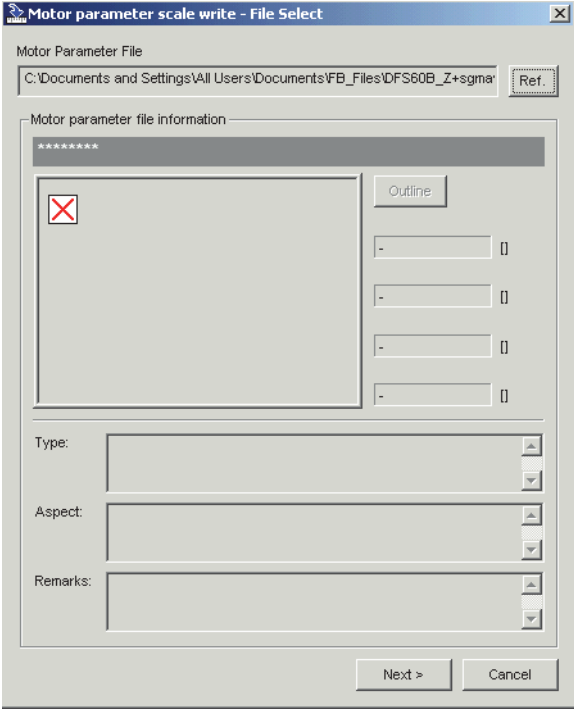 Motor parameter scale write - File Select
Motor Parameter File
C:\Documents and Settings\All Users\Documents\FB_Files\DFS60B_Z+sgmav
Ref.
Motor parameter file information
********
Outline
- []
- []
- []
- []
Type:
Aspect:
Remarks:
Next >
Cancel